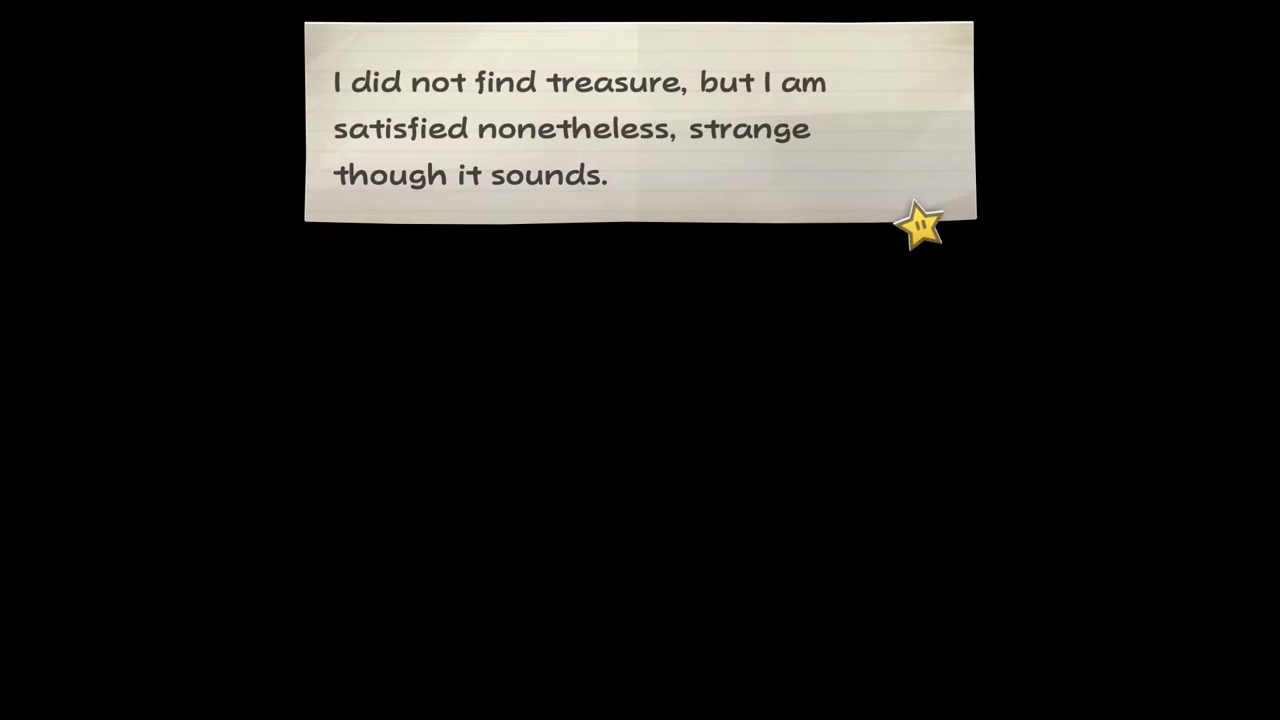 I did not find treasure, but I am
satisfied nonetheless, strange
though it sounds.